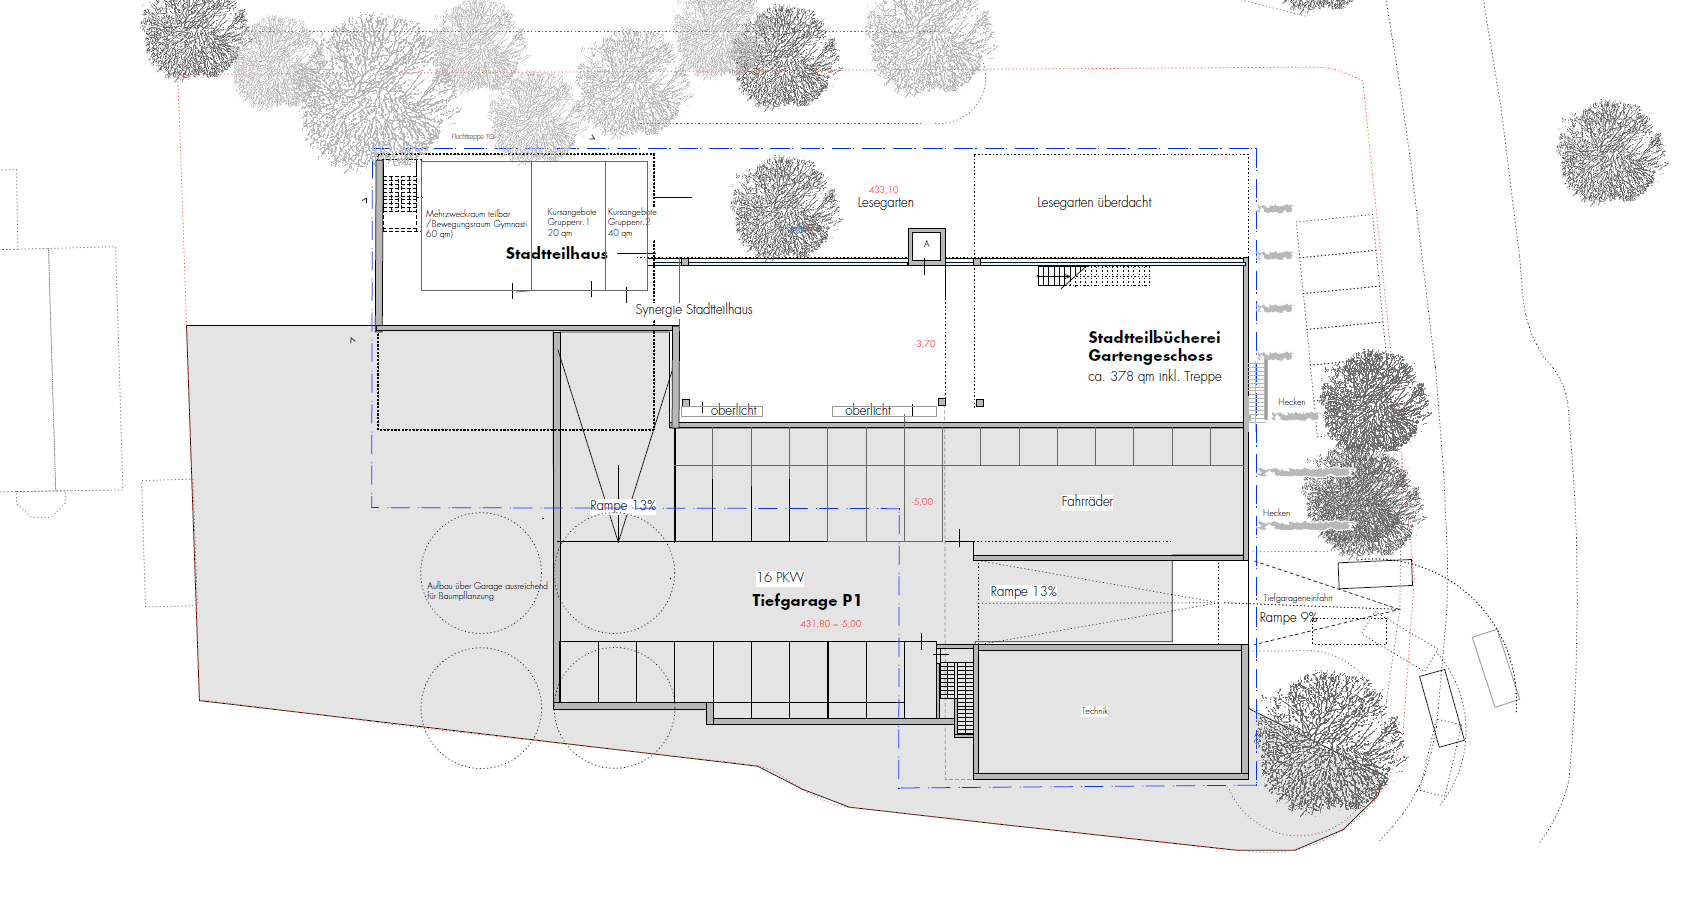 Fluchttreppe TG
433,10
Lesegarten
Lesegarten überdacht
Mehrzweckraum teilbar
/Bewegungsraum Gymnasti
60 qm)
Kursangebote
Gruppenr.1
20 qm
Kursangebote
Gruppenr.2
40 qm
Stadtteilhaus
A
Synergie Stadtteilhaus
-3,70
Stadtteilbücherei
Gartengeschoss
ca. 378 qm inkl. Treppe
oberlicht
oberlicht
Hecken
Rampe 13%
-5,00
Fahrräder
Hecken
Aufbau über Garage ausreichend
für Baumpflanzung
16 PKW
Tiefgarage P1
431,80 = -5,00
Rampe 13%
Tiefgarageneinfahrt
Rampe 9%
Technik